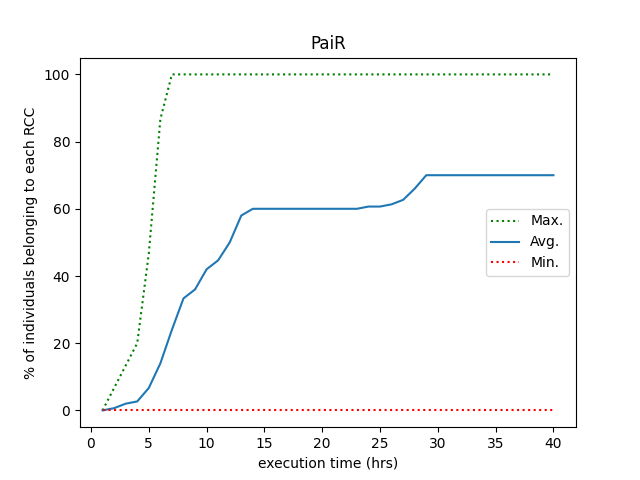 PaiR
% of individuals belonging to each RCC
100
80
60
40
20
0
Max.
Avg.
Min.
0 5 10 15 20 25 30 35 40
execution time (hrs)